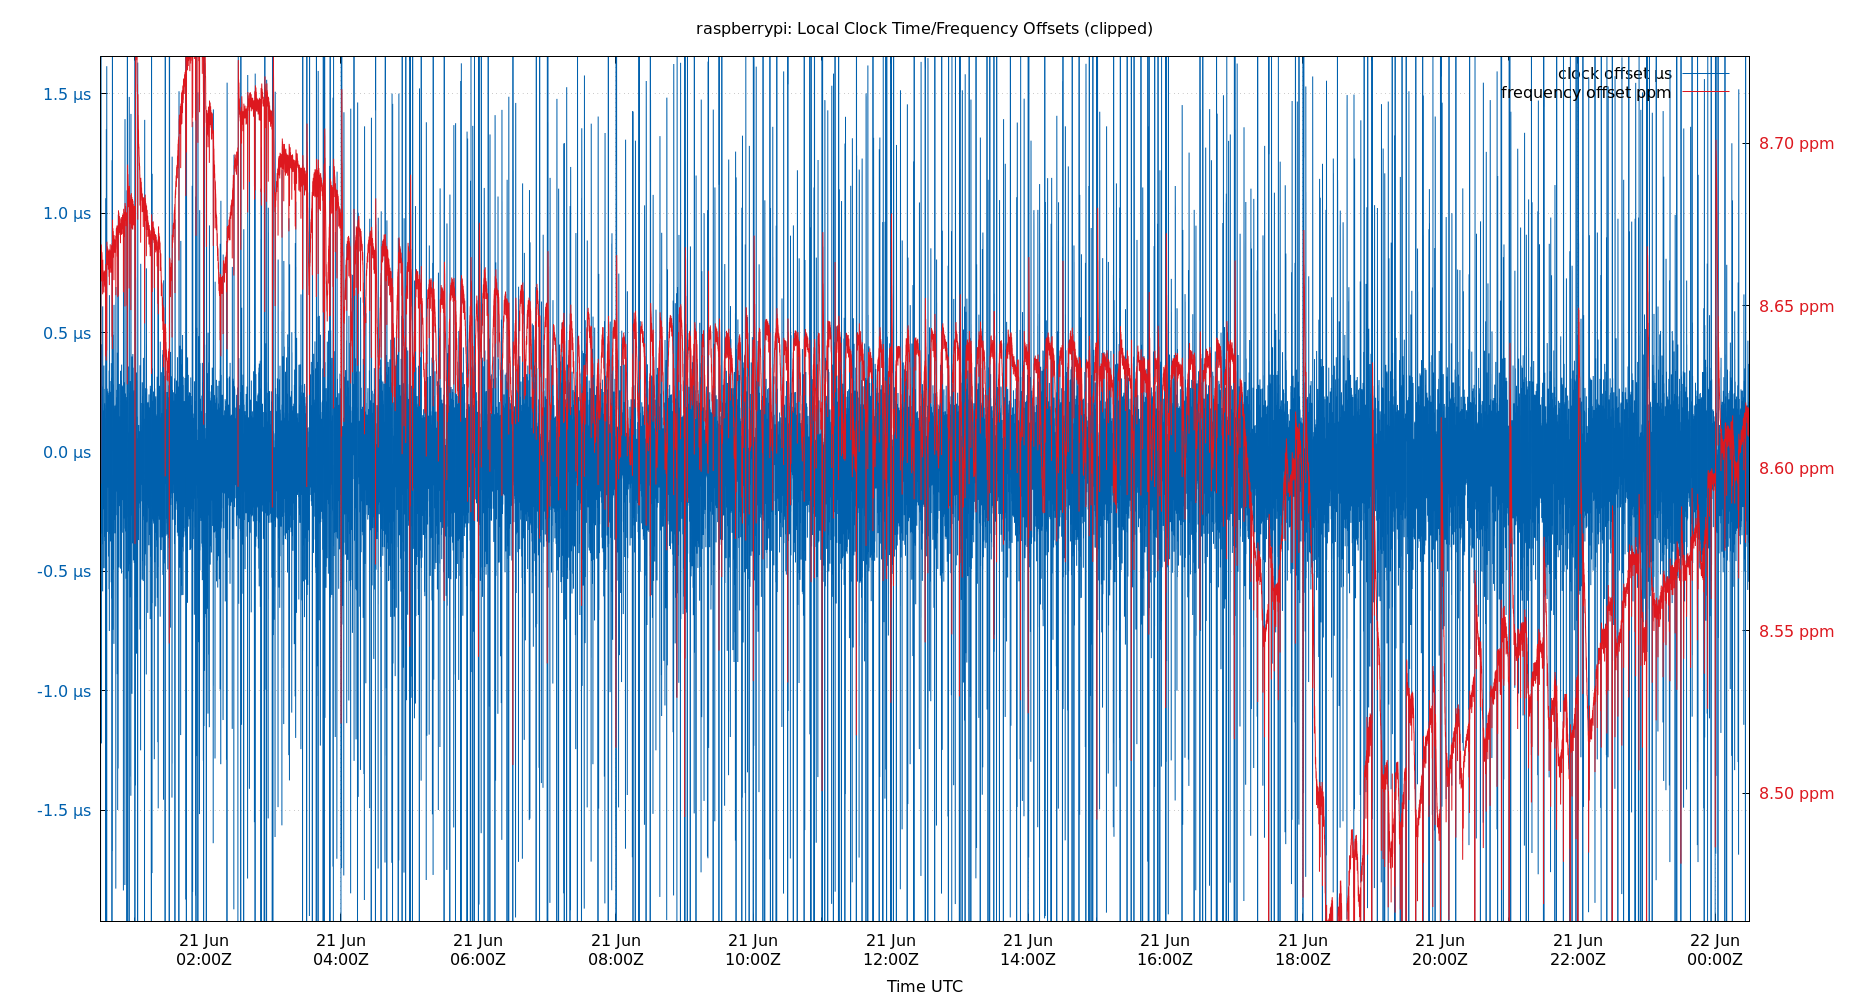 raspberrypi: Local Clock Time/Frequency Offsets (clipped)
clock offset µs
frequency offset ppm
1.5 µs
1.0 µs
0.5 µs
0.0 µs
-0.5 µs
-1.0 µs
-1.5 µs
8.70 ppm
8.65 ppm
8.60 ppm
8.55 ppm
8.50 ppm
21 Jun 21 Jun 21 Jun 21 Jun 21 Jun 21 Jun 21 Jun 21 Jun 21 Jun 21 Jun 21 Jun 22 Jun
02:00Z 04:00Z 06:00Z 08:00Z 10:00Z 12:00Z 14:00Z 16:00Z 18:00Z 20:00Z 22:00Z 00:00Z
Time UTC